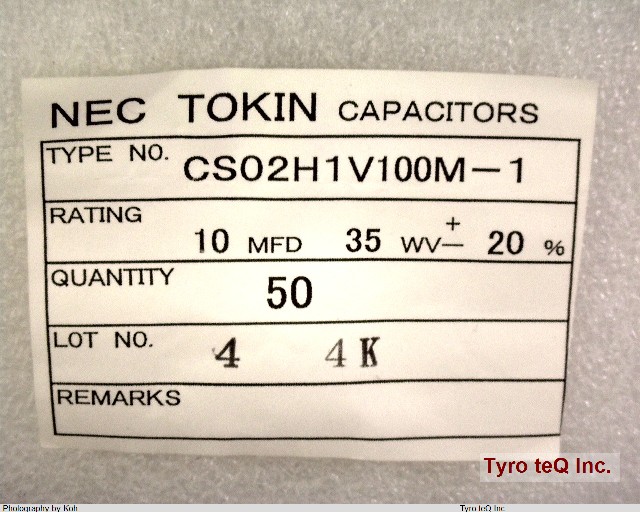 NEC TOKIN CAPACITORS
TYPE NO. CS02H1V100M-1
RATING 10 MFD 35 WV ± 20 %
QUANTITY 50
LOT NO. 4 4K
REMARKS
Tyro teQ Inc.
Photography by Koh Tyro teQ Inc